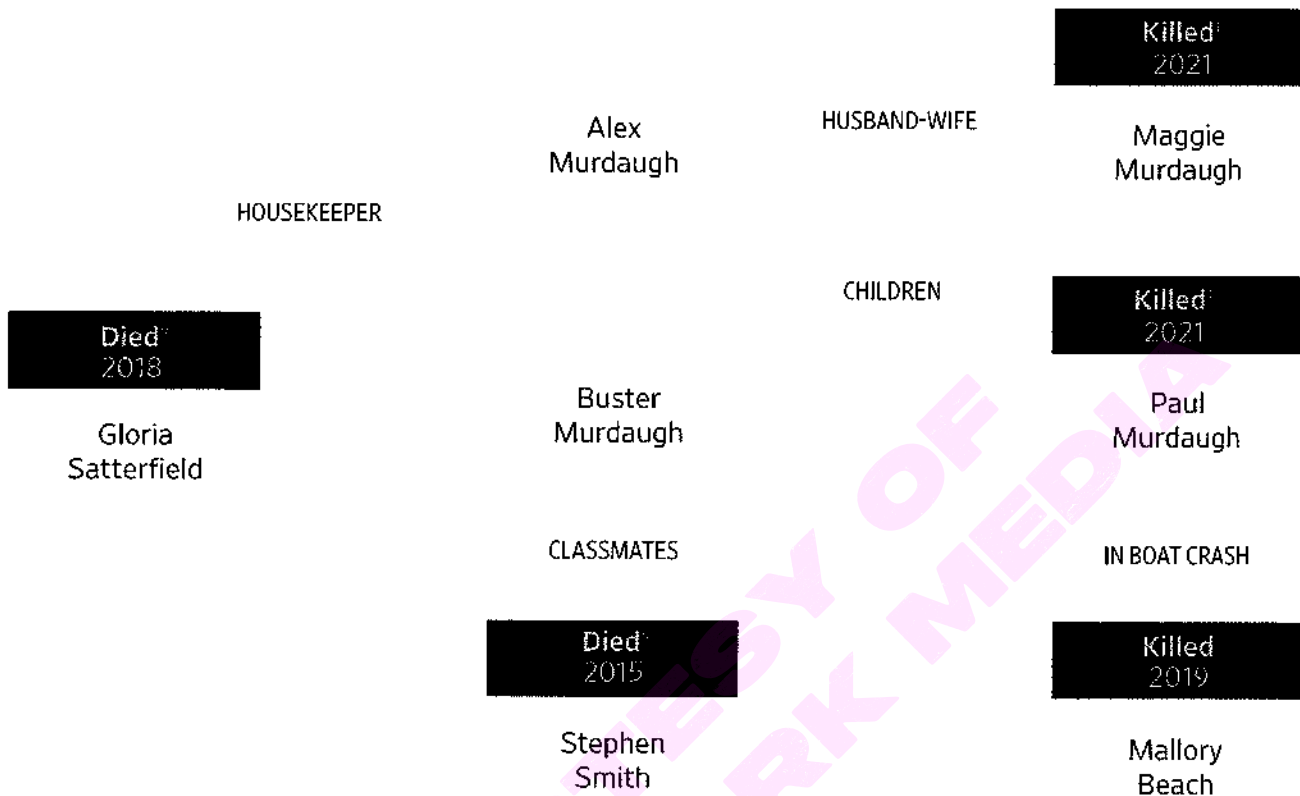 Killed
2021
Alex
Murdaugh
HUSBAND-WIFE
Maggie
Murdaugh
HOUSEKEEPER
CHILDREN
Killed
2021
Died
2018
Gloria
Satterfield
Buster
Murdaugh
Paul
Murdaugh
CLASSMATES
IN BOAT CRASH
Died
2015
Stephen
Smith
Killed
2019
Mallory
Beach